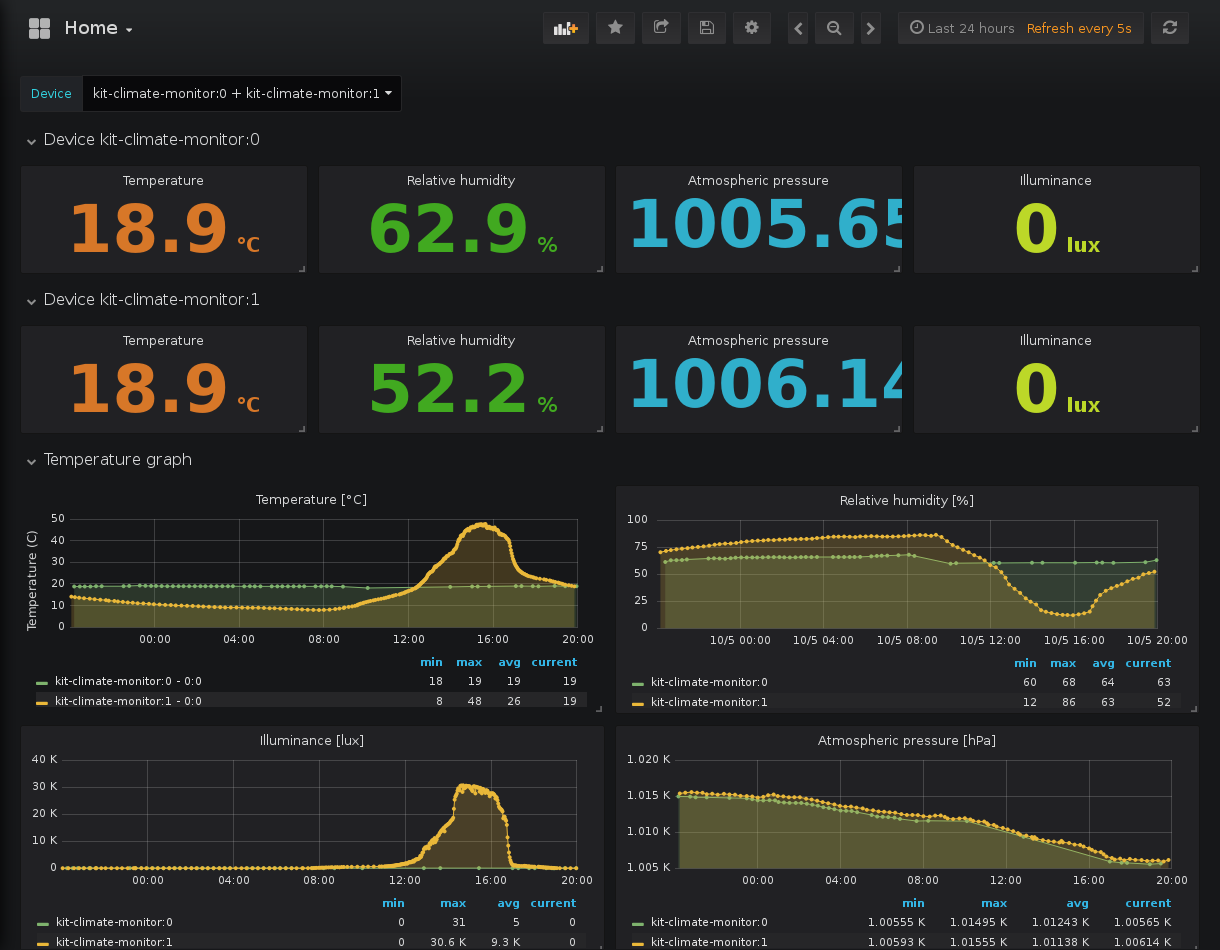 Home
Last 24 hours Refresh every 5s
Device kit-climate-monitor:0 + kit-climate-monitor:1
Device kit-climate-monitor:0
Temperature Relative humidity Atmospheric pressure Illuminance
18.9 °C 62.9 % 1005.65 0 lux
Device kit-climate-monitor:1
Temperature Relative humidity Atmospheric pressure Illuminance
18.9 °C 52.2 % 1006.14 0 lux
Temperature graph
Temperature [°C]
Temperature (C)
50
40
30
20
10
0
00:00 04:00 08:00 12:00 16:00 20:00
min max avg current
kit-climate-monitor:0 - 0:0 18 19 19 19
kit-climate-monitor:1 - 0:0 8 48 26 19
Relative humidity [%]
100
75
50
25
0
10/5 00:00 10/5 04:00 10/5 08:00 10/5 12:00 10/5 16:00 10/5 20:00
min max avg current
kit-climate-monitor:0 60 68 64 63
kit-climate-monitor:1 12 86 63 52
Illuminance [lux]
40 K
30 K
20 K
10 K
0
00:00 04:00 08:00 12:00 16:00 20:00
min max avg current
kit-climate-monitor:0 0 31 5 0
kit-climate-monitor:1 0 30.6 K 9.3 K 0
Atmospheric pressure [hPa]
1.020 K
1.015 K
1.010 K
1.005 K
00:00 04:00 08:00 12:00 16:00 20:00
min max avg current
kit-climate-monitor:0 1.00555 K 1.01495 K 1.01243 K 1.00565 K
kit-climate-monitor:1 1.00593 K 1.01555 K 1.01138 K 1.00614 K